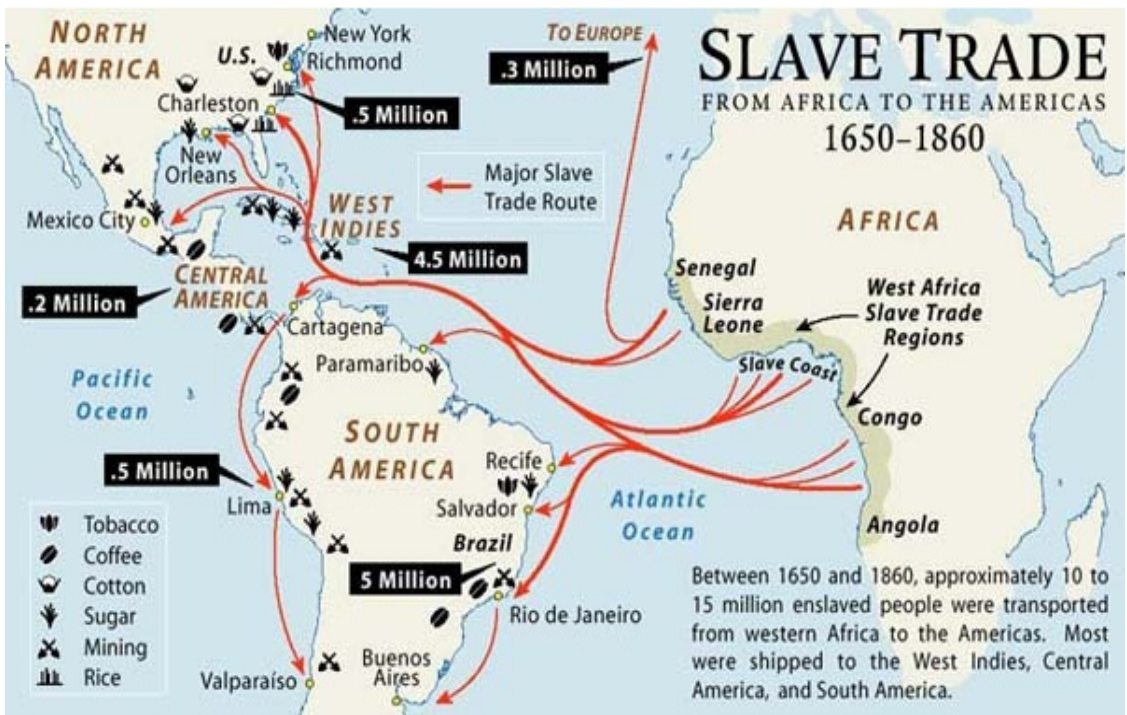 SLAVE TRADE
FROM AFRICA TO THE AMERICAS
1650–1860
NORTH
AMERICA
U.S.
New York
Richmond
Charleston
.5 Million
New
Orleans
Mexico City
WEST
INDIES
4.5 Million
CENTRAL
AMERICA
.2 Million
TO EUROPE
.3 Million
Major Slave
Trade Route
AFRICA
Senegal
Sierra
Leone
West Africa
Slave Trade
Regions
Slave Coast
Congo
Angola
Cartagena
Paramaribo
Pacific
Ocean
SOUTH
AMERICA
.5 Million
Lima
Recife
Salvador
Brazil
5 Million
Rio de Janeiro
Atlantic
Ocean
Buenos
Aires
Valparaíso
Tobacco
Coffee
Cotton
Sugar
Mining
Rice
Between 1650 and 1860, approximately 10 to
15 million enslaved people were transported
from western Africa to the Americas. Most
were shipped to the West Indies, Central
America, and South America.